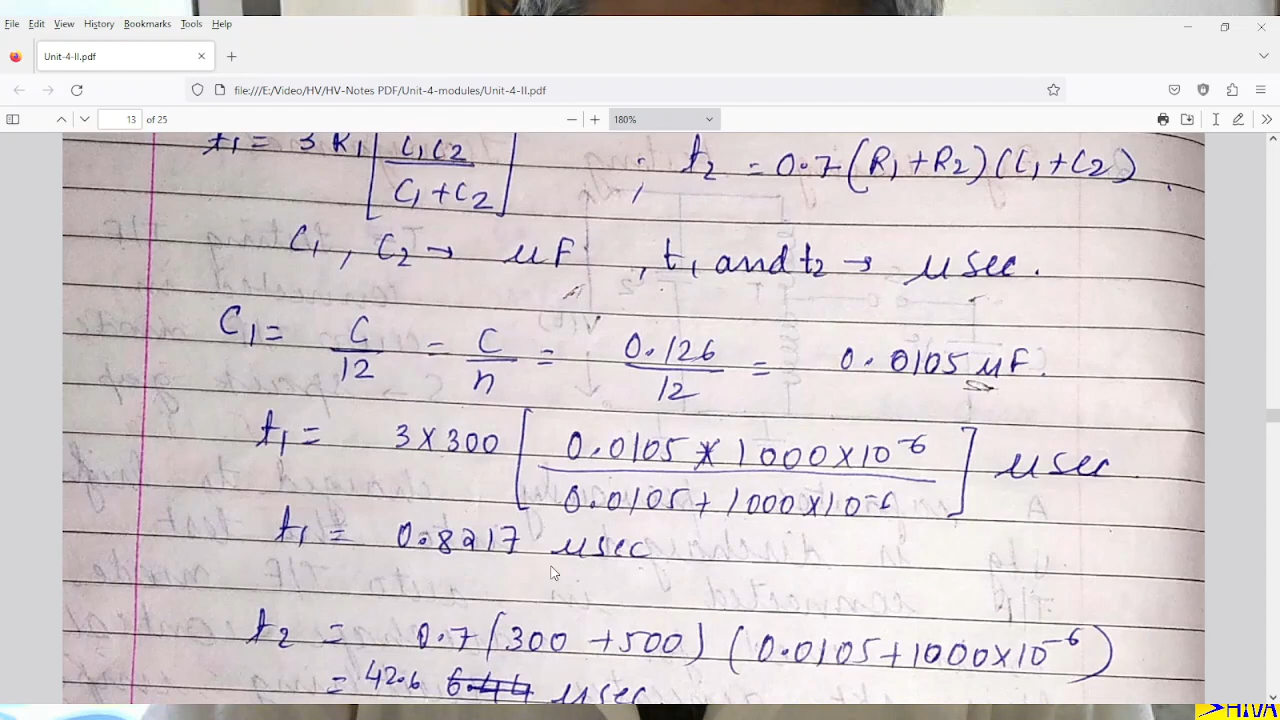 File Edit View History Bookmarks Tools Help
Unit-4-II.pdf
file:///E:/Video/HV/HV-Notes PDF/Unit-4-modules/Unit-4-II.pdf
13 of 25
180%
t1 = 3 R1 [C1C2 / C1+C2] ; t2 = 0.7(R1+R2)(C1+C2).
C1, C2 → μF, t1 and t2 → μsec.
C1 = C/12 = C/n = 0.126/12 = 0.0105 μF.
t1 = 3×300 [0.0105 × 1000×10^-6 / 0.0105 + 1000×10^-6] μsec
t1 = 0.8217 μsec
t2 = 0.7(300+500)(0.0105+1000×10^-6)
= 42.6 μsec.
SHIVA